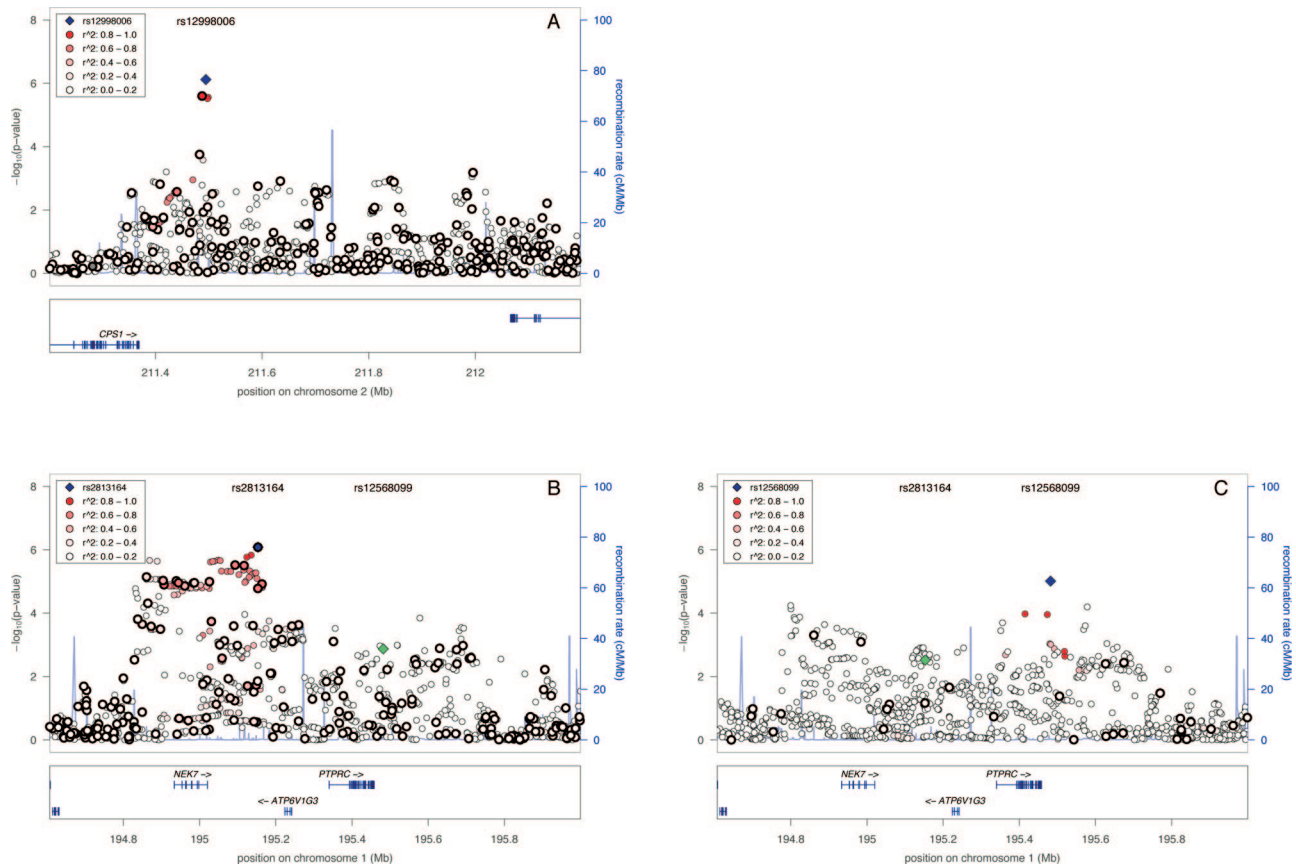 A
rs12998006
rs12998006
r^2: 0.8 − 1.0
r^2: 0.6 − 0.8
r^2: 0.4 − 0.6
r^2: 0.2 − 0.4
r^2: 0.0 − 0.2
8
6
4
2
0
−log10(p−value)
100
80
60
40
20
0
recombination rate (cM/Mb)
CPS1 −>
211.4 211.6 211.8 212
position on chromosome 2 (Mb)
B
rs2813164 rs12568099
rs2813164
r^2: 0.8 − 1.0
r^2: 0.6 − 0.8
r^2: 0.4 − 0.6
r^2: 0.2 − 0.4
r^2: 0.0 − 0.2
8
6
4
2
0
−log10(p−value)
100
80
60
40
20
0
recombination rate (cM/Mb)
NEK7 −> PTPRC −>
<− ATP6V1G3
194.8 195 195.2 195.4 195.6 195.8
position on chromosome 1 (Mb)
C
rs2813164 rs12568099
rs12568099
r^2: 0.8 − 1.0
r^2: 0.6 − 0.8
r^2: 0.4 − 0.6
r^2: 0.2 − 0.4
r^2: 0.0 − 0.2
8
6
4
2
0
−log10(p−value)
100
80
60
40
20
0
recombination rate (cM/Mb)
NEK7 −> PTPRC −>
<− ATP6V1G3
194.8 195 195.2 195.4 195.6 195.8
position on chromosome 1 (Mb)